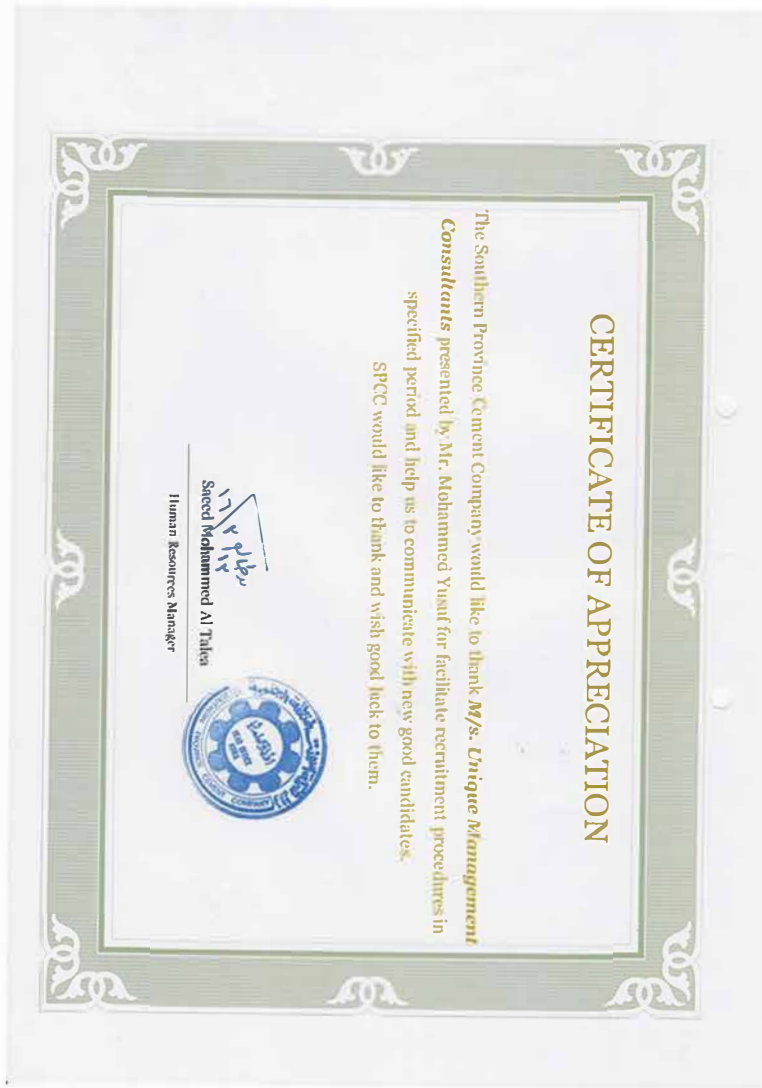 CERTIFICATE OF APPRECIATION
The Southern Province Cement Company would like to thank M/s. Unique Management
Consultants presented by Mr. Mohammed Yusuf for facilitate recruitment procedures in
specified period and help us to communicate with new good candidates.
SPCC would like to thank and wish good luck to them.
Saeed Mohammed Al Talea
Human Resources Manager
COMPANY